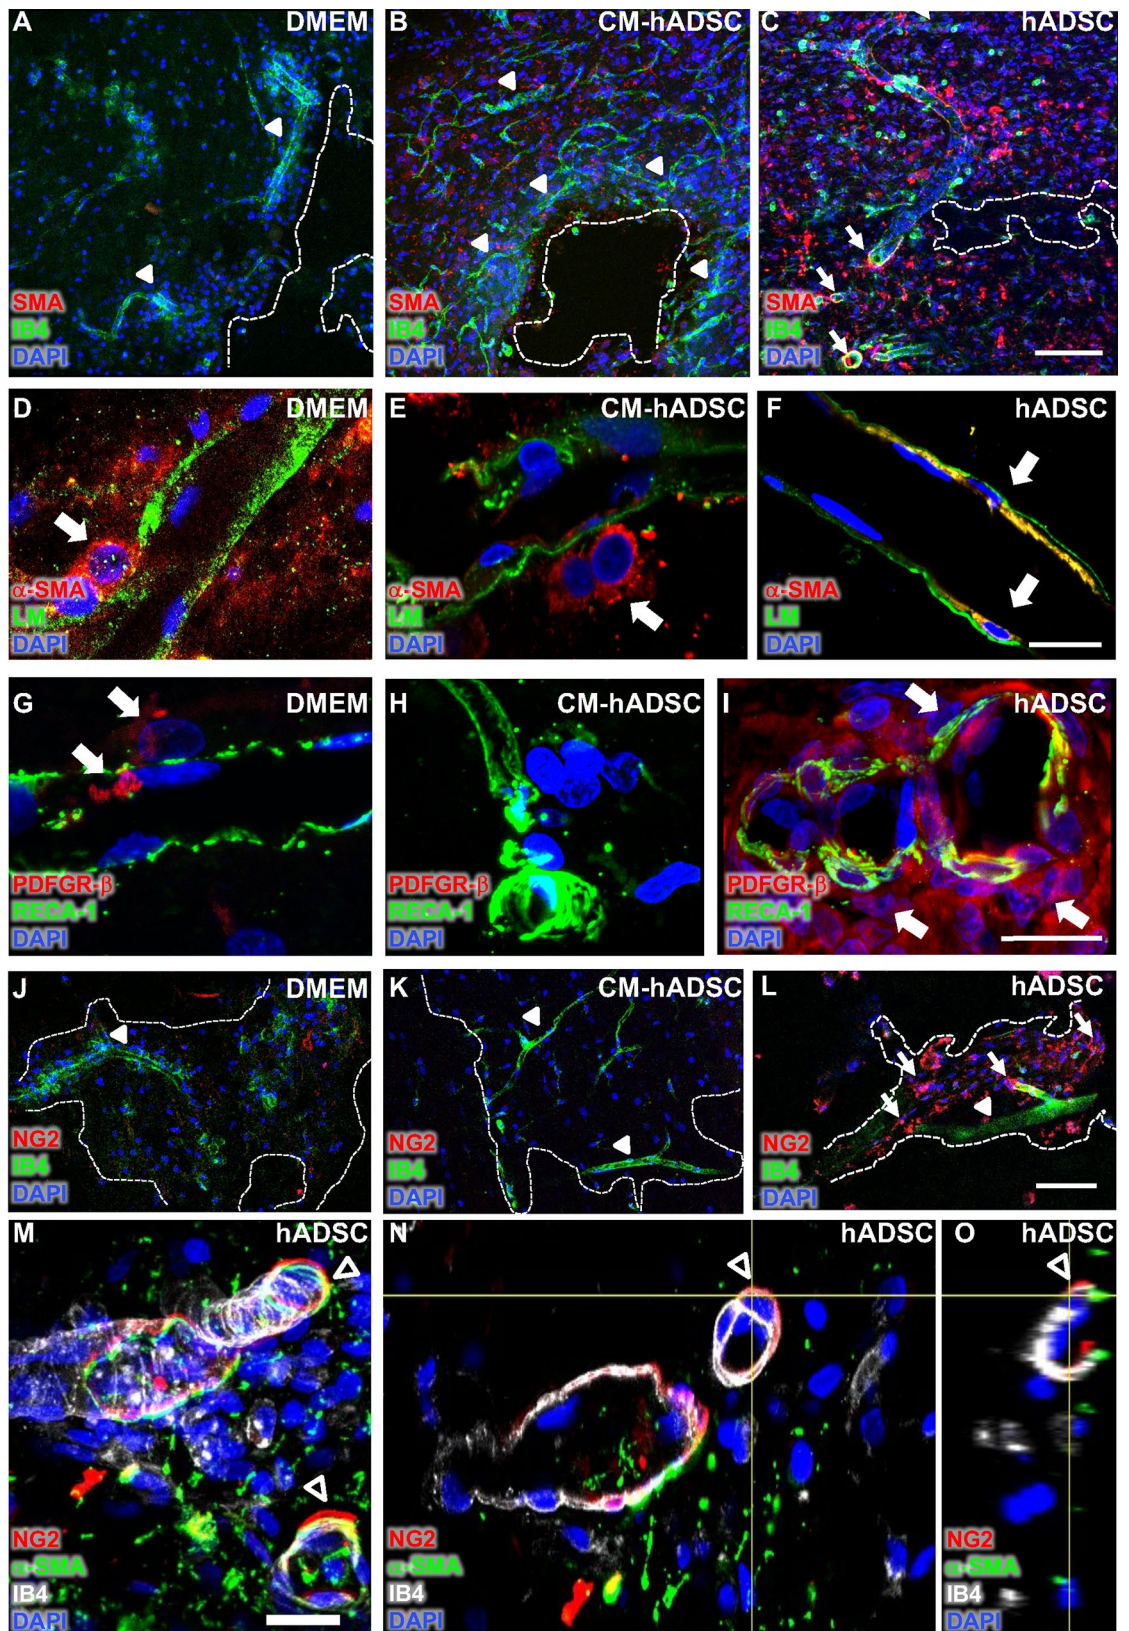 A DMEM
SMA
IB4
DAPI
B CM-hADSC
SMA
IB4
DAPI
C hADSC
SMA
IB4
DAPI
D DMEM
α-SMA
LM
DAPI
E CM-hADSC
α-SMA
LM
DAPI
F hADSC
α-SMA
LM
DAPI
G DMEM
PDFGR-β
RECA-1
DAPI
H CM-hADSC
PDFGR-β
RECA-1
DAPI
I hADSC
PDFGR-β
RECA-1
DAPI
J DMEM
NG2
IB4
DAPI
K CM-hADSC
NG2
IB4
DAPI
L hADSC
NG2
IB4
DAPI
M hADSC
NG2
α-SMA
IB4
DAPI
N hADSC
NG2
α-SMA
IB4
DAPI
O hADSC
NG2
α-SMA
IB4
DAPI